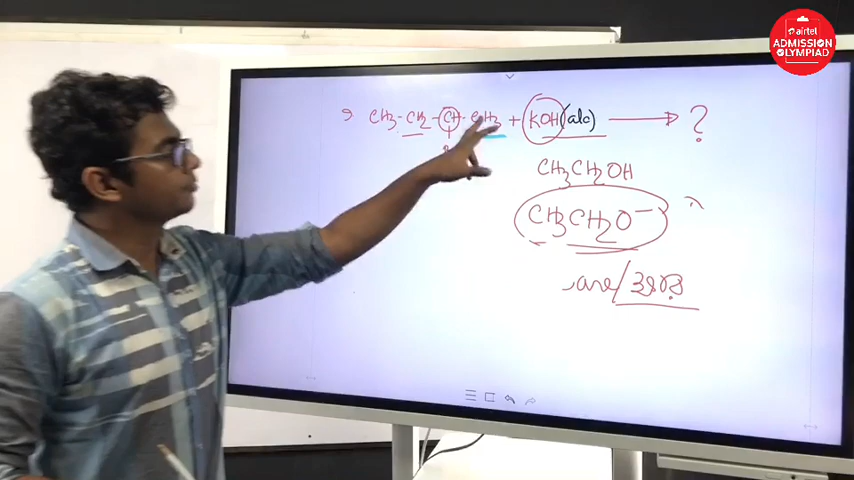 airtel
ADMISSION
OLYMPIAD
CH3-CH2-CH-CH3 + KOH(alc) → ?
CH3CH2OH
CH3CH2O⁻